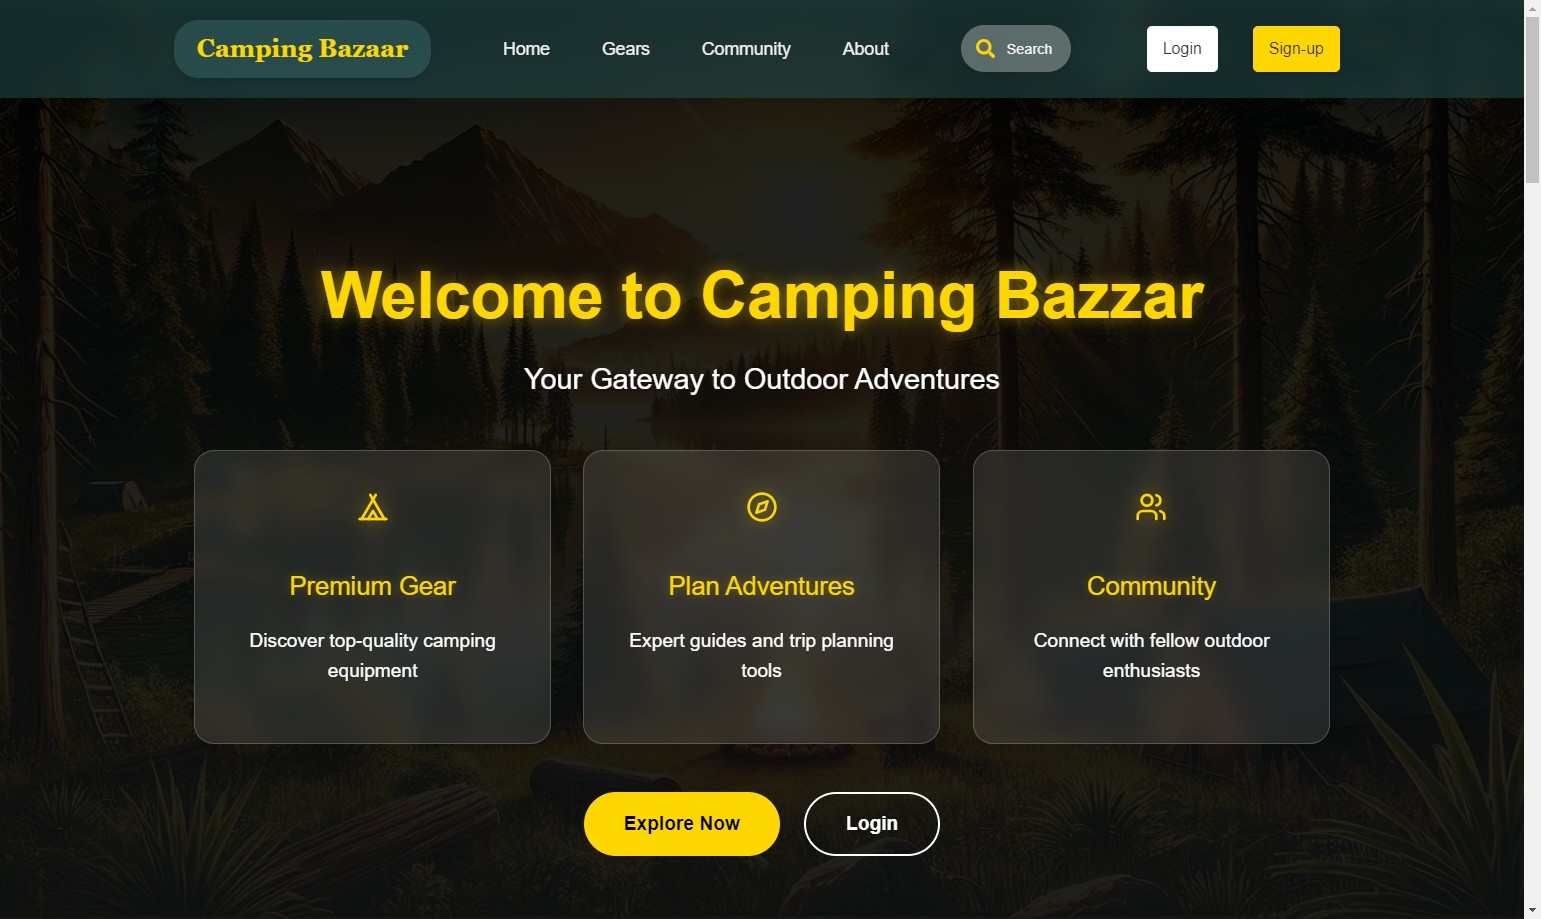 Camping Bazaar
Home
Gears
Community
About
Search
Login
Sign-up
Welcome to Camping Bazzar
Your Gateway to Outdoor Adventures
Premium Gear
Discover top-quality camping
equipment
Plan Adventures
Expert guides and trip planning
tools
Community
Connect with fellow outdoor
enthusiasts
Explore Now
Login